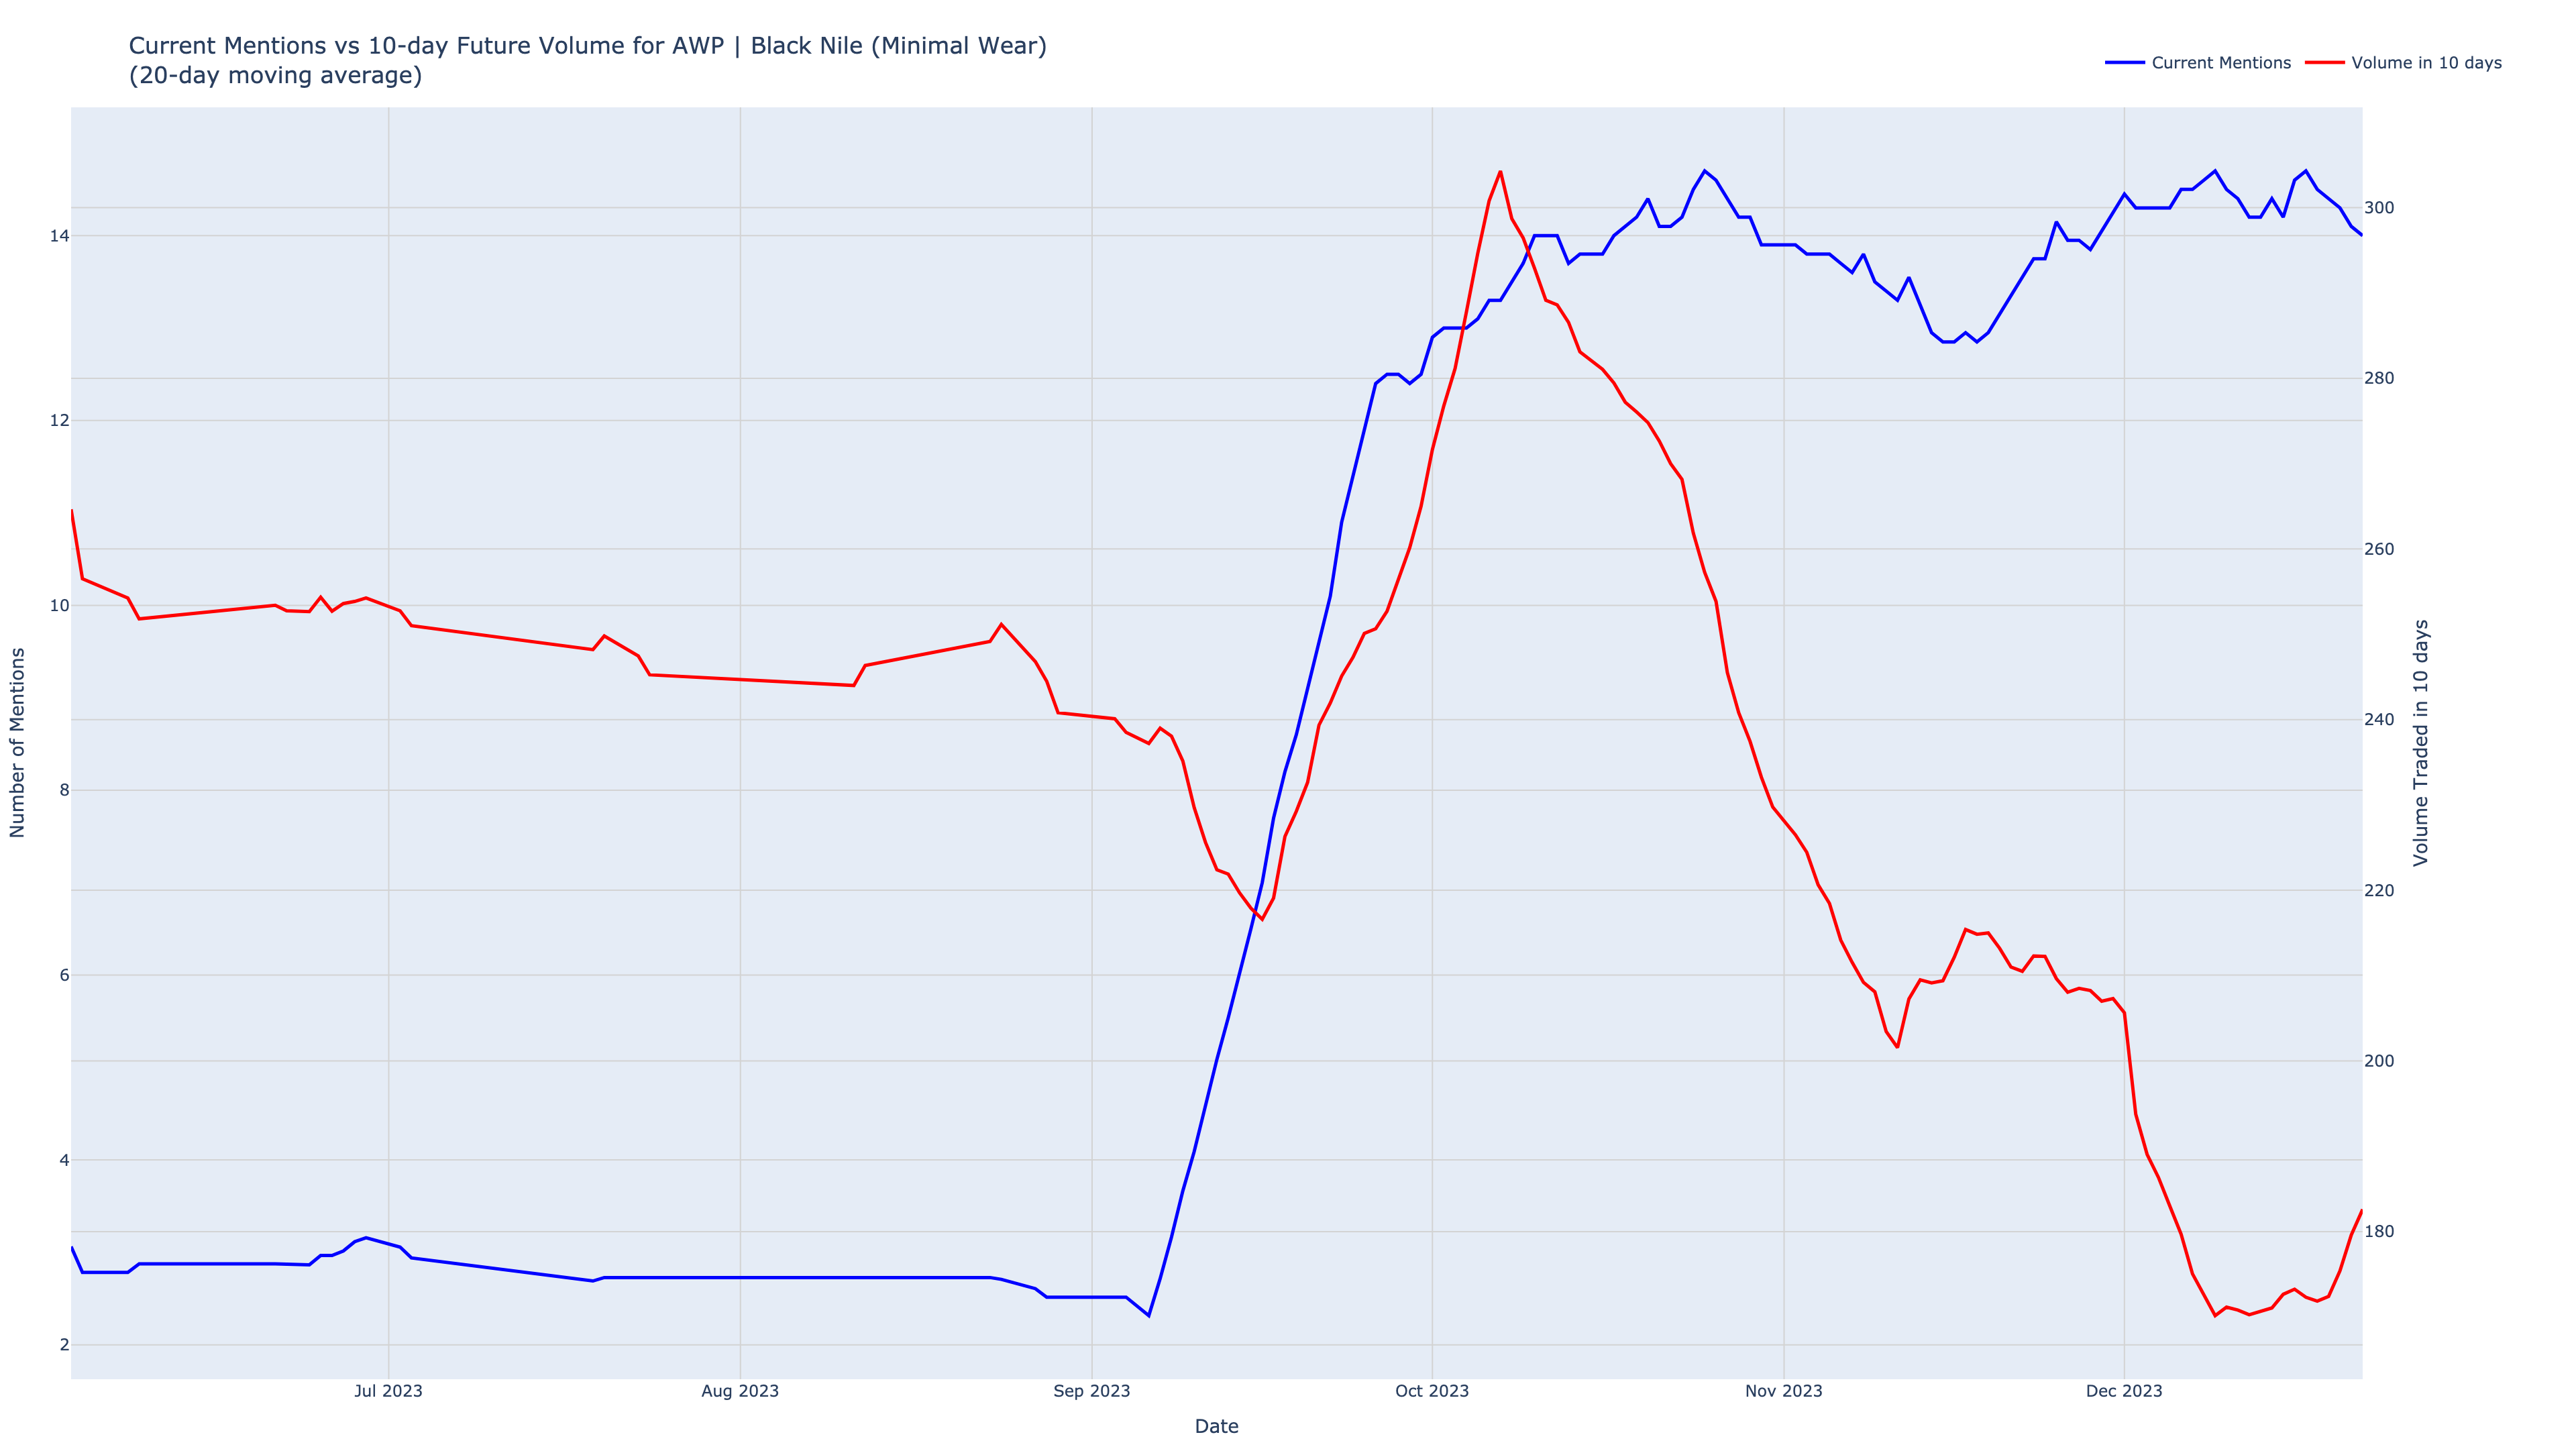 Current Mentions vs 10-day Future Volume for AWP | Black Nile (Minimal Wear)
(20-day moving average)
Current Mentions
Volume in 10 days
Number of Mentions
14
12
10
8
6
4
2
300
280
260
240
220
200
180
Volume Traded in 10 days
Jul 2023
Aug 2023
Sep 2023
Oct 2023
Nov 2023
Dec 2023
Date